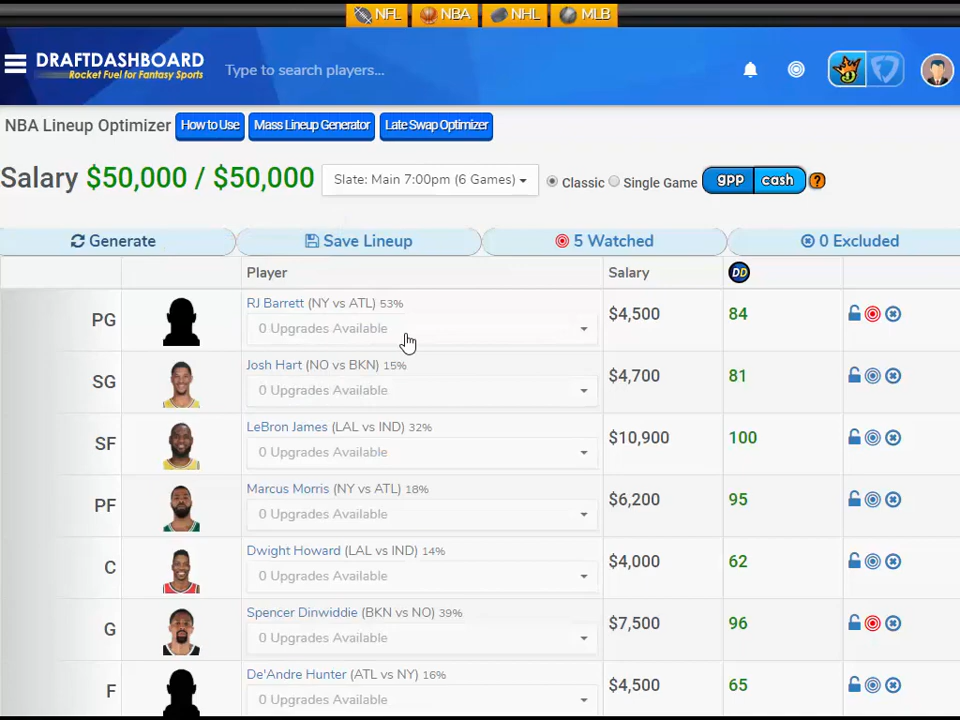 NFL NBA NHL MLB
DRAFTDASHBOARD
Rocket Fuel for Fantasy Sports
Type to search players...
NBA Lineup Optimizer How to Use Mass Lineup Generator Late Swap Optimizer
Salary $50,000 / $50,000 Slate: Main 7:00pm (6 Games) Classic Single Game gpp cash ?
Generate Save Lineup 5 Watched 0 Excluded
Player Salary DD
PG RJ Barrett (NY vs ATL) 53% $4,500 84
0 Upgrades Available
SG Josh Hart (NO vs BKN) 15% $4,700 81
0 Upgrades Available
SF LeBron James (LAL vs IND) 32% $10,900 100
0 Upgrades Available
PF Marcus Morris (NY vs ATL) 18% $6,200 95
0 Upgrades Available
C Dwight Howard (LAL vs IND) 14% $4,000 62
0 Upgrades Available
G Spencer Dinwiddie (BKN vs NO) 39% $7,500 96
0 Upgrades Available
F De'Andre Hunter (ATL vs NY) 16% $4,500 65
0 Upgrades Available